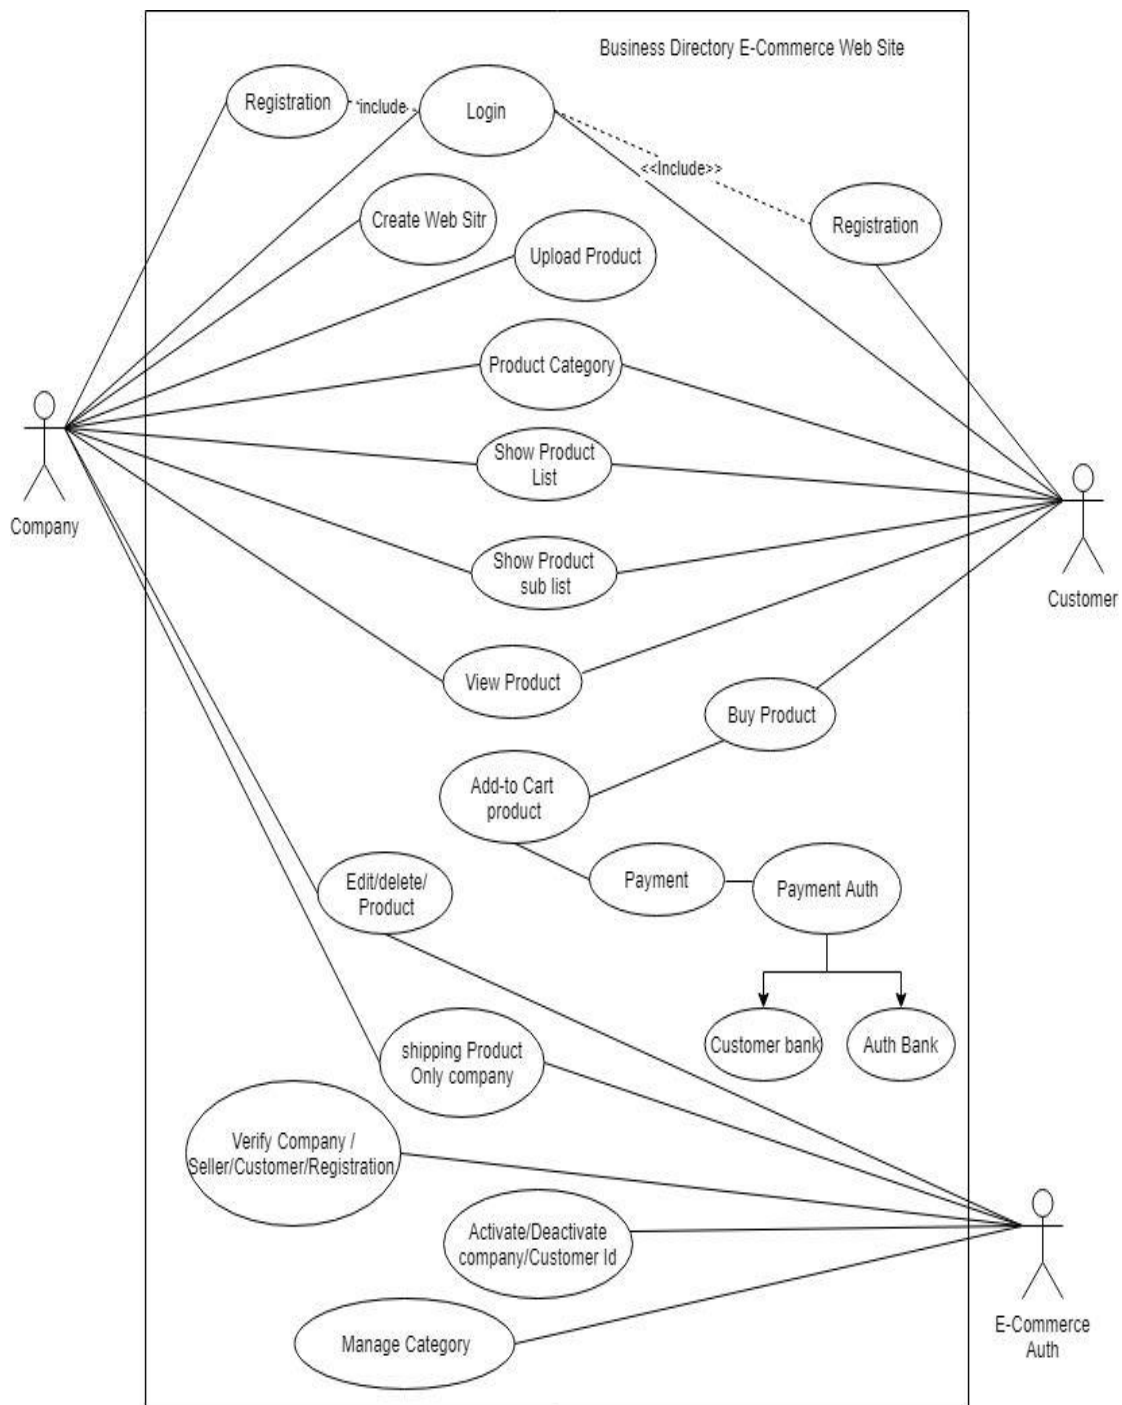 Business Directory E-Commerce Web Site
Registration
include
Login
<<Include>>
Registration
Create Web Sitr
Upload Product
Product Category
Show Product
List
Company
Show Product
sub list
Customer
View Product
Buy Product
Add-to Cart
product
Edit/delete/
Product
Payment
Payment Auth
Customer bank
Auth Bank
shipping Product
Only company
Verify Company /
Seller/Customer/Registration
Activate/Deactivate
company/Customer Id
E-Commerce
Auth
Manage Category